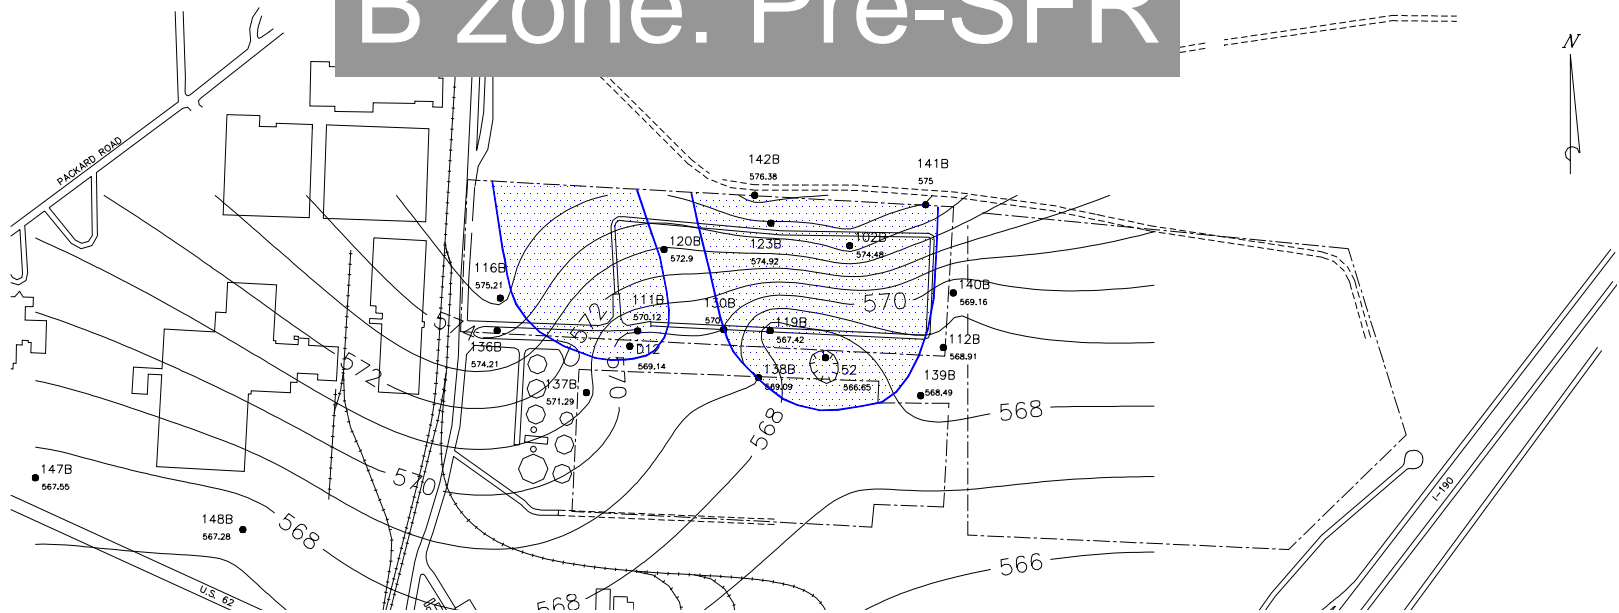 B zone. Pre-SFR
N
PACKARD ROAD
142B
576.38
141B
575
120B
572.9
123B
574.92
102B
574.48
116B
575.21
140B
569.16
111B
570.12
130B
570
570
119B
567.42
112B
568.91
574
572
136B
574.21
D12
569.14
572
137B
571.29
570
138B
569.09
52
566.65
139B
568.49
568
568
147B
567.55
570
I-190
148B
567.28
568
566
U.S. 62
568